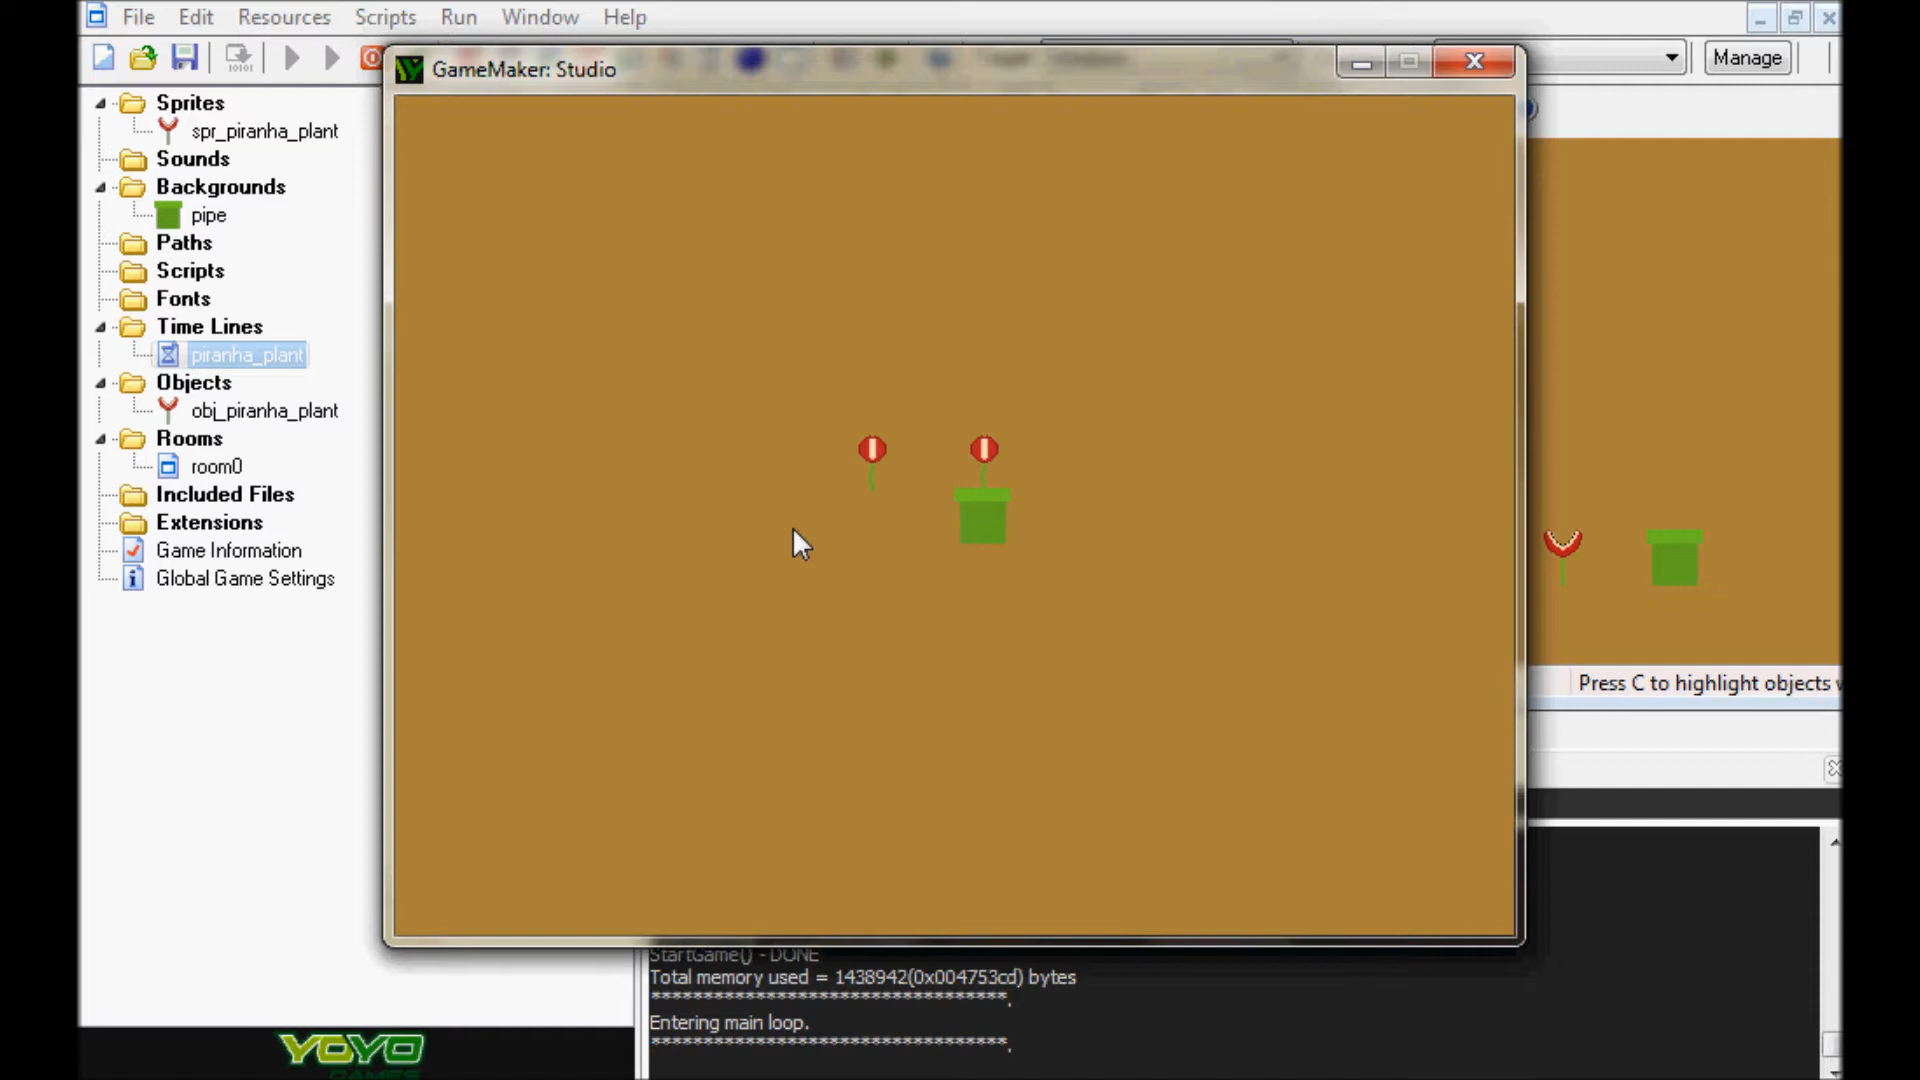 File Edit Resources Scripts Run Window Help
Manage
GameMaker: Studio
Sprites
spr_piranha_plant
Sounds
Backgrounds
pipe
Paths
Scripts
Fonts
Time Lines
piranha_plant
Objects
obj_piranha_plant
Rooms
room0
Included Files
Extensions
Game Information
Global Game Settings
Press C to highlight objects
StartGame() - DONE
Total memory used = 1438942(0x004753cd) bytes
*********************************.
Entering main loop.
*********************************.
YOYO
GAMES